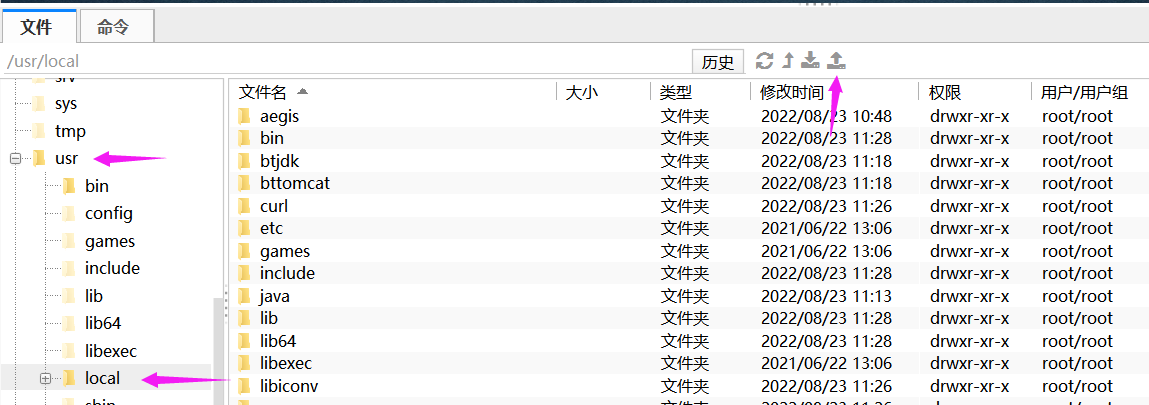 文件 命令
/usr/local 历史
srv
sys
tmp
usr
bin
config
games
include
lib
lib64
libexec
local
sbin
文件名 大小 类型 修改时间 权限 用户/用户组
aegis 文件夹 2022/08/23 10:48 drwxr-xr-x root/root
bin 文件夹 2022/08/23 11:28 drwxr-xr-x root/root
btjdk 文件夹 2022/08/23 11:18 drwxr-xr-x root/root
bttomcat 文件夹 2022/08/23 11:18 drwxr-xr-x root/root
curl 文件夹 2022/08/23 11:26 drwxr-xr-x root/root
etc 文件夹 2021/06/22 13:06 drwxr-xr-x root/root
games 文件夹 2021/06/22 13:06 drwxr-xr-x root/root
include 文件夹 2022/08/23 11:28 drwxr-xr-x root/root
java 文件夹 2022/08/23 11:13 drwxr-xr-x root/root
lib 文件夹 2022/08/23 11:28 drwxr-xr-x root/root
lib64 文件夹 2022/08/23 11:28 drwxr-xr-x root/root
libexec 文件夹 2021/06/22 13:06 drwxr-xr-x root/root
libiconv 文件夹 2022/08/23 11:26 drwxr-xr-x root/root